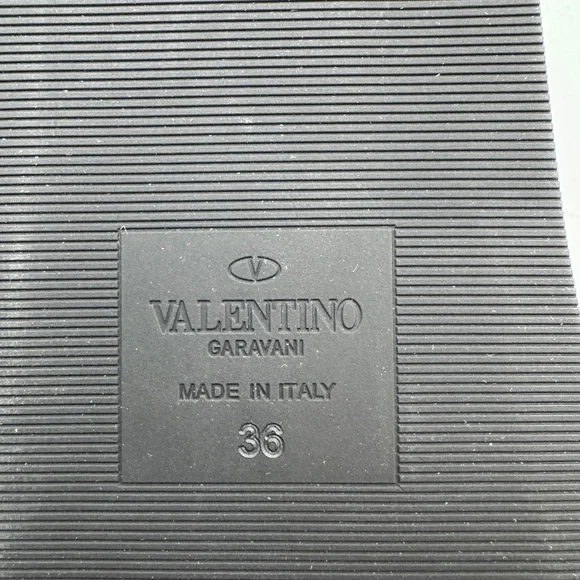 V
VALENTINO
GARAVANI
MADE IN ITALY
36